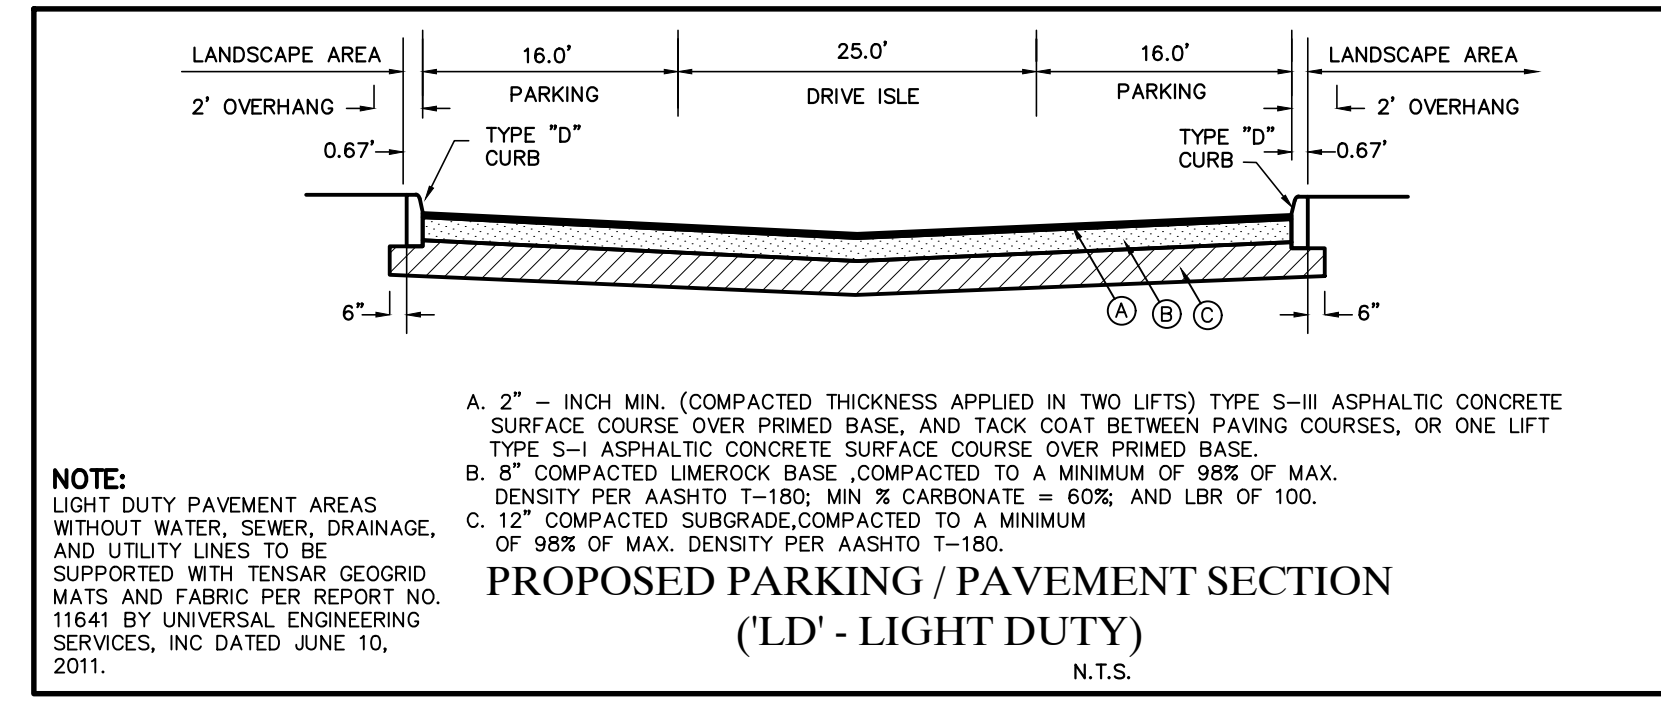 LANDSCAPE AREA
16.0'
25.0'
16.0'
LANDSCAPE AREA
2' OVERHANG
PARKING
DRIVE ISLE
PARKING
2' OVERHANG
0.67'
TYPE "D"
CURB
TYPE "D"
CURB
0.67'
6"
A
B
C
6"
A. 2" – INCH MIN. (COMPACTED THICKNESS APPLIED IN TWO LIFTS) TYPE S–III ASPHALTIC CONCRETE
SURFACE COURSE OVER PRIMED BASE, AND TACK COAT BETWEEN PAVING COURSES, OR ONE LIFT
TYPE S–I ASPHALTIC CONCRETE SURFACE COURSE OVER PRIMED BASE.
B. 8" COMPACTED LIMEROCK BASE ,COMPACTED TO A MINIMUM OF 98% OF MAX.
DENSITY PER AASHTO T–180; MIN % CARBONATE = 60%; AND LBR OF 100.
C. 12" COMPACTED SUBGRADE,COMPACTED TO A MINIMUM
OF 98% OF MAX. DENSITY PER AASHTO T–180.
NOTE:
LIGHT DUTY PAVEMENT AREAS
WITHOUT WATER, SEWER, DRAINAGE,
AND UTILITY LINES TO BE
SUPPORTED WITH TENSAR GEOGRID
MATS AND FABRIC PER REPORT NO.
11641 BY UNIVERSAL ENGINEERING
SERVICES, INC DATED JUNE 10,
2011.
PROPOSED PARKING / PAVEMENT SECTION
('LD' - LIGHT DUTY)
N.T.S.